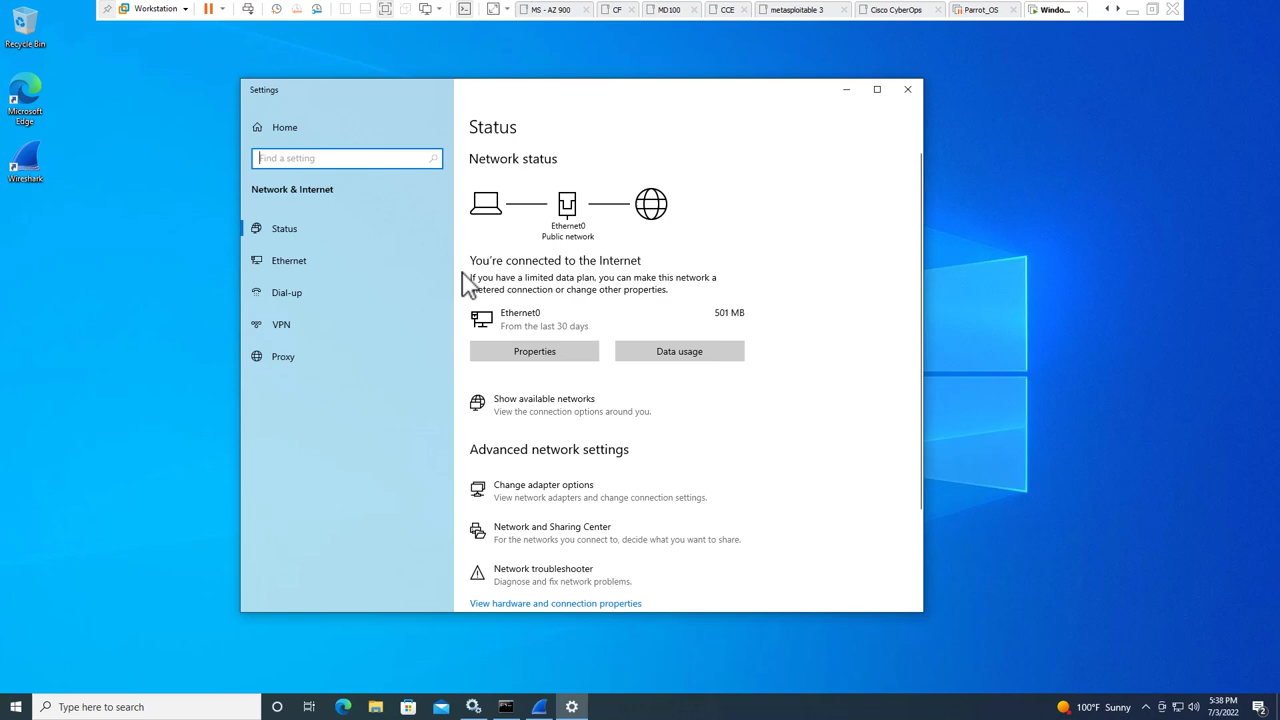 Workstation
MS - AZ 900
CF
MD100
CCE
metasploitable 3
Cisco CyberOps
Parrot_OS
Windo...
Recycle Bin
Microsoft
Edge
Wireshark
Settings
Home
Find a setting
Network & Internet
Status
Ethernet
Dial-up
VPN
Proxy
Status
Network status
Ethernet0
Public network
You're connected to the Internet
If you have a limited data plan, you can make this network a
metered connection or change other properties.
Ethernet0
501 MB
From the last 30 days
Properties
Data usage
Show available networks
View the connection options around you.
Advanced network settings
Change adapter options
View network adapters and change connection settings.
Network and Sharing Center
For the networks you connect to, decide what you want to share.
Network troubleshooter
Diagnose and fix network problems.
View hardware and connection properties
Type here to search
100°F Sunny
5:38 PM
7/3/2022
2